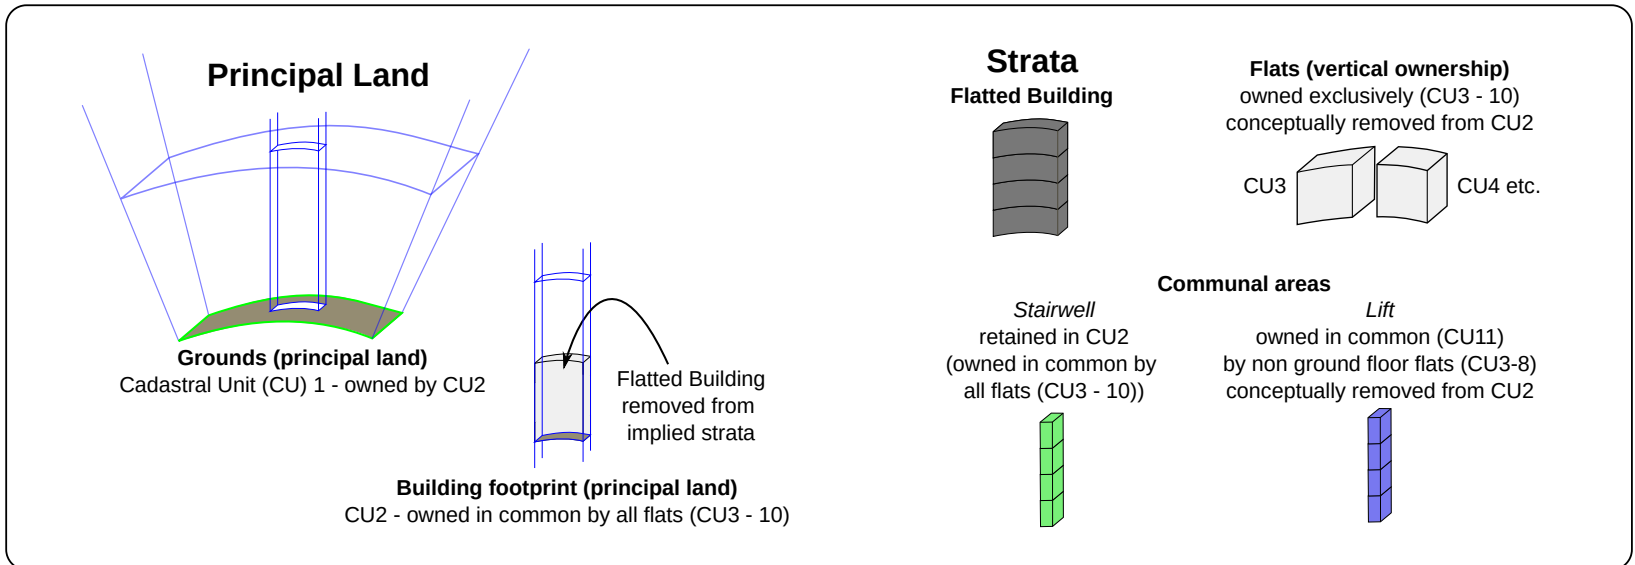 Principal Land
Grounds (principal land)
Cadastral Unit (CU) 1 - owned by CU2
Flatted Building
removed from
implied strata
Building footprint (principal land)
CU2 - owned in common by all flats (CU3 - 10)
Strata
Flatted Building
Flats (vertical ownership)
owned exclusively (CU3 - 10)
conceptually removed from CU2
CU3
CU4 etc.
Communal areas
Stairwell
retained in CU2
(owned in common by
all flats (CU3 - 10))
Lift
owned in common (CU11)
by non ground floor flats (CU3-8)
conceptually removed from CU2